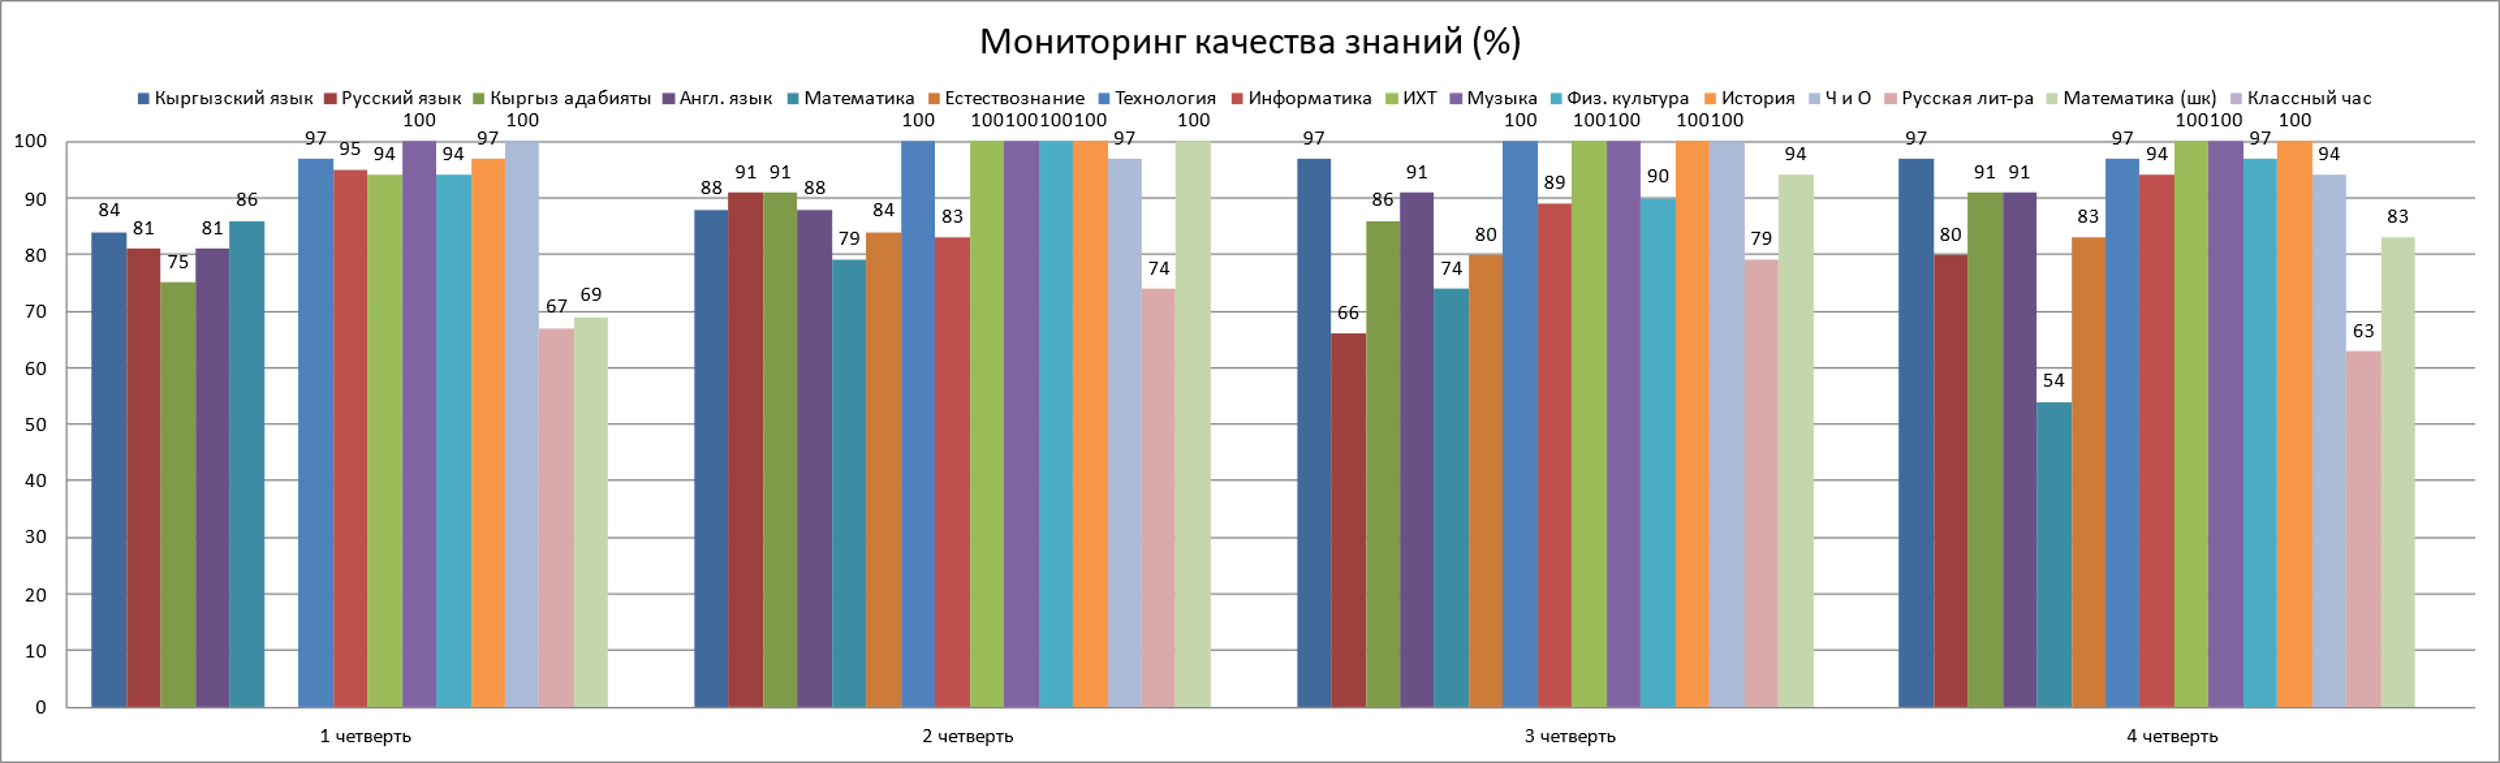 Мониторинг качества знаний (%)
Кыргызский язык Русский язык Кыргыз адабияты Англ. язык Математика Естествознание Технология Информатика ИХТ Музыка Физ. культура История Ч и О Русская лит-ра Математика (шк) Классный час
100
90
80
70
60
50
40
30
20
10
0
84 81 75 81 86 97 95 94 100 94 97 100 67 69
88 91 91 88 79 84 100 83 100 100 100 100 97 74 100
97 66 86 91 74 80 100 89 100 100 90 100 100 79 94
97 80 91 91 54 83 97 94 100 100 97 100 94 63 83
1 четверть 2 четверть 3 четверть 4 четверть